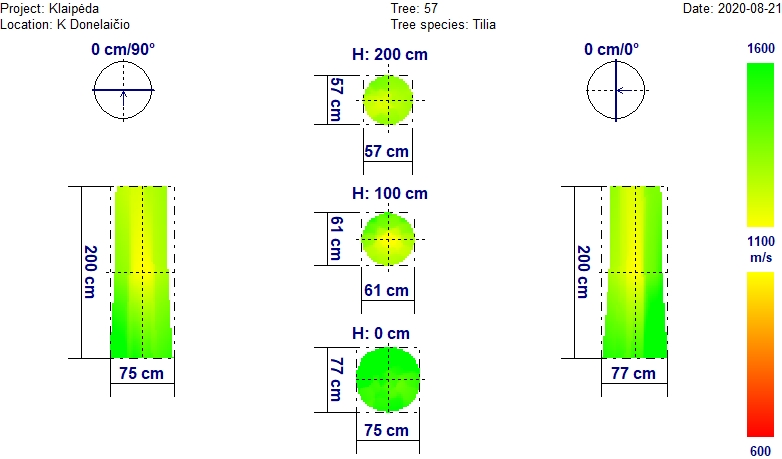 Project: Klaipėda
Tree: 57
Date: 2020-08-21
Location: K Donelaičio
Tree species: Tilia
0 cm/90°
H: 200 cm
0 cm/0°
1600
57 cm
57 cm
H: 100 cm
61 cm
61 cm
200 cm
75 cm
200 cm
77 cm
1100
m/s
H: 0 cm
77 cm
75 cm
600